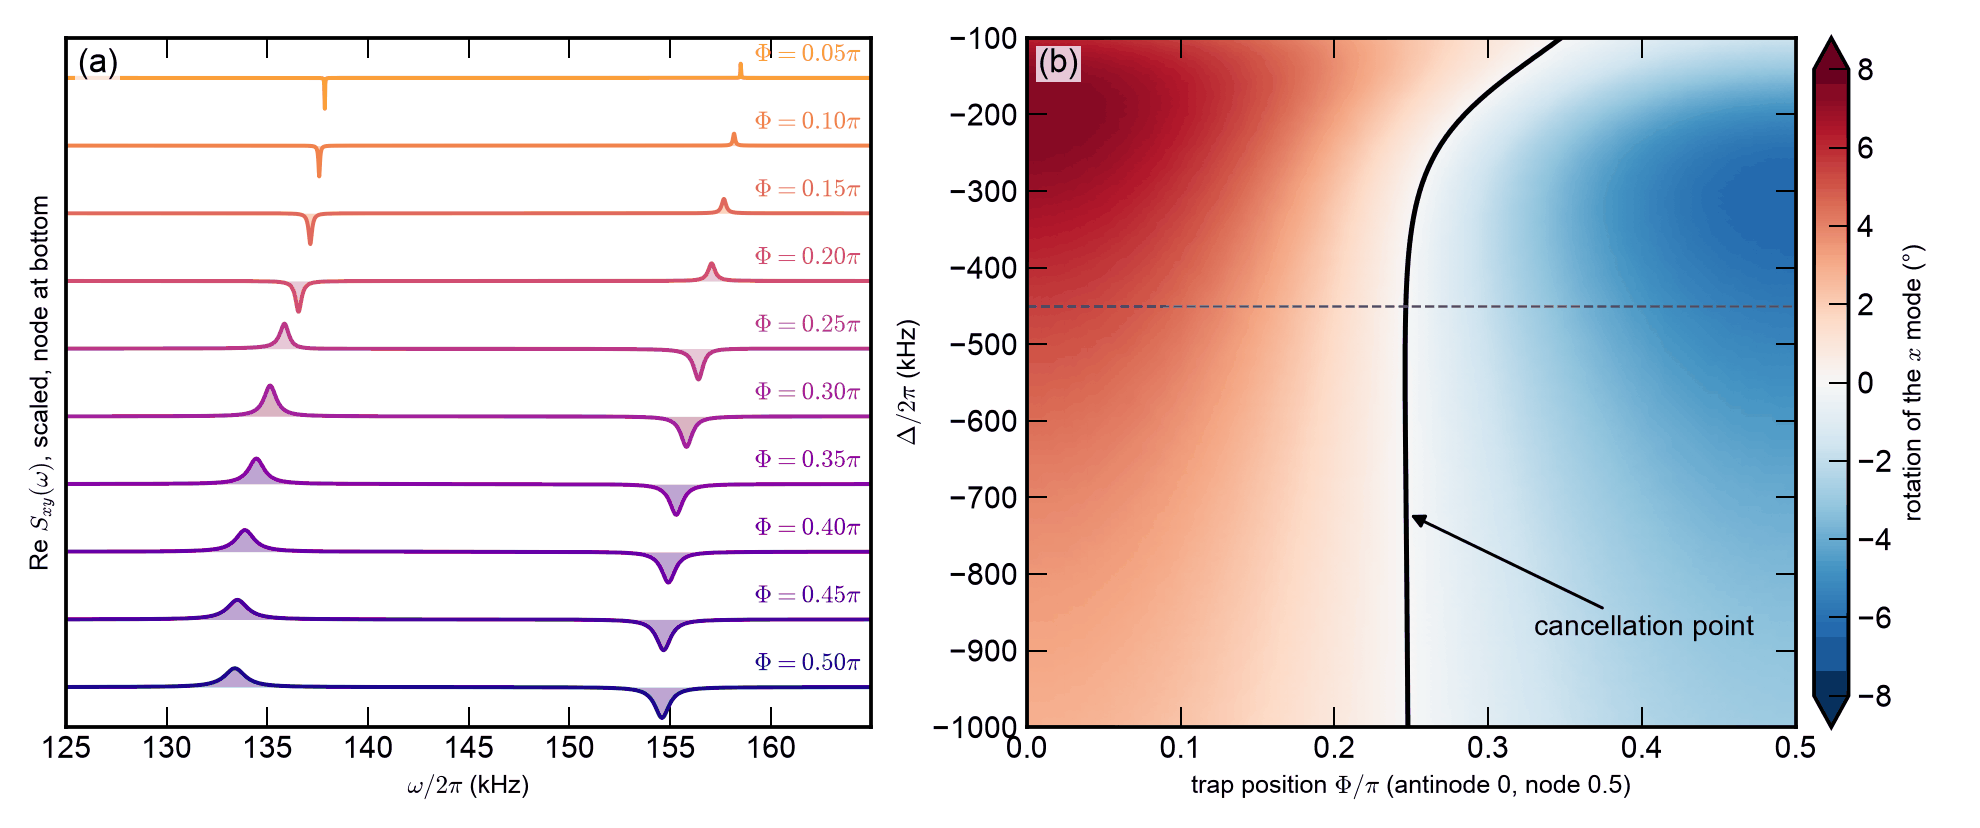 (a)
Φ = 0.05π
Φ = 0.10π
Φ = 0.15π
Φ = 0.20π
Φ = 0.25π
Φ = 0.30π
Φ = 0.35π
Φ = 0.40π
Φ = 0.45π
Φ = 0.50π
Re S_xy(ω), scaled, node at bottom
125 130 135 140 145 150 155 160
ω/2π (kHz)
(b)
−100
−200
−300
−400
−500
−600
−700
−800
−900
−1000
Δ/2π (kHz)
cancellation point
0.0 0.1 0.2 0.3 0.4 0.5
trap position Φ/π (antinode 0, node 0.5)
8
6
4
2
0
−2
−4
−6
−8
rotation of the x mode (°)